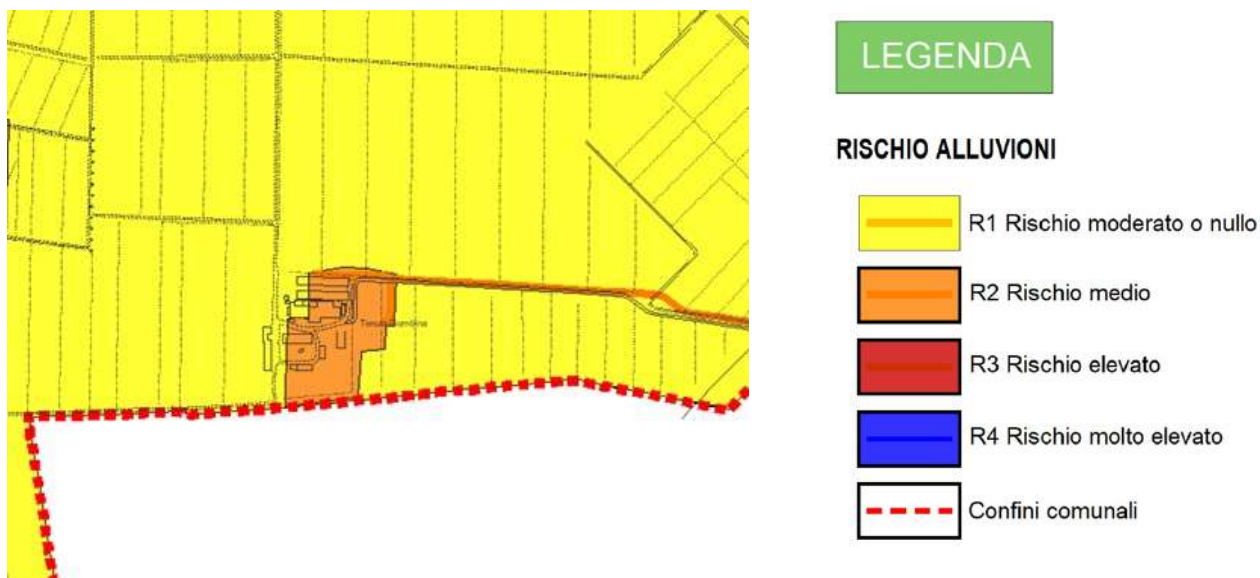 LEGENDA
RISCHIO ALLUVIONI
R1 Rischio moderato o nullo
R2 Rischio medio
R3 Rischio elevato
R4 Rischio molto elevato
Confini comunali